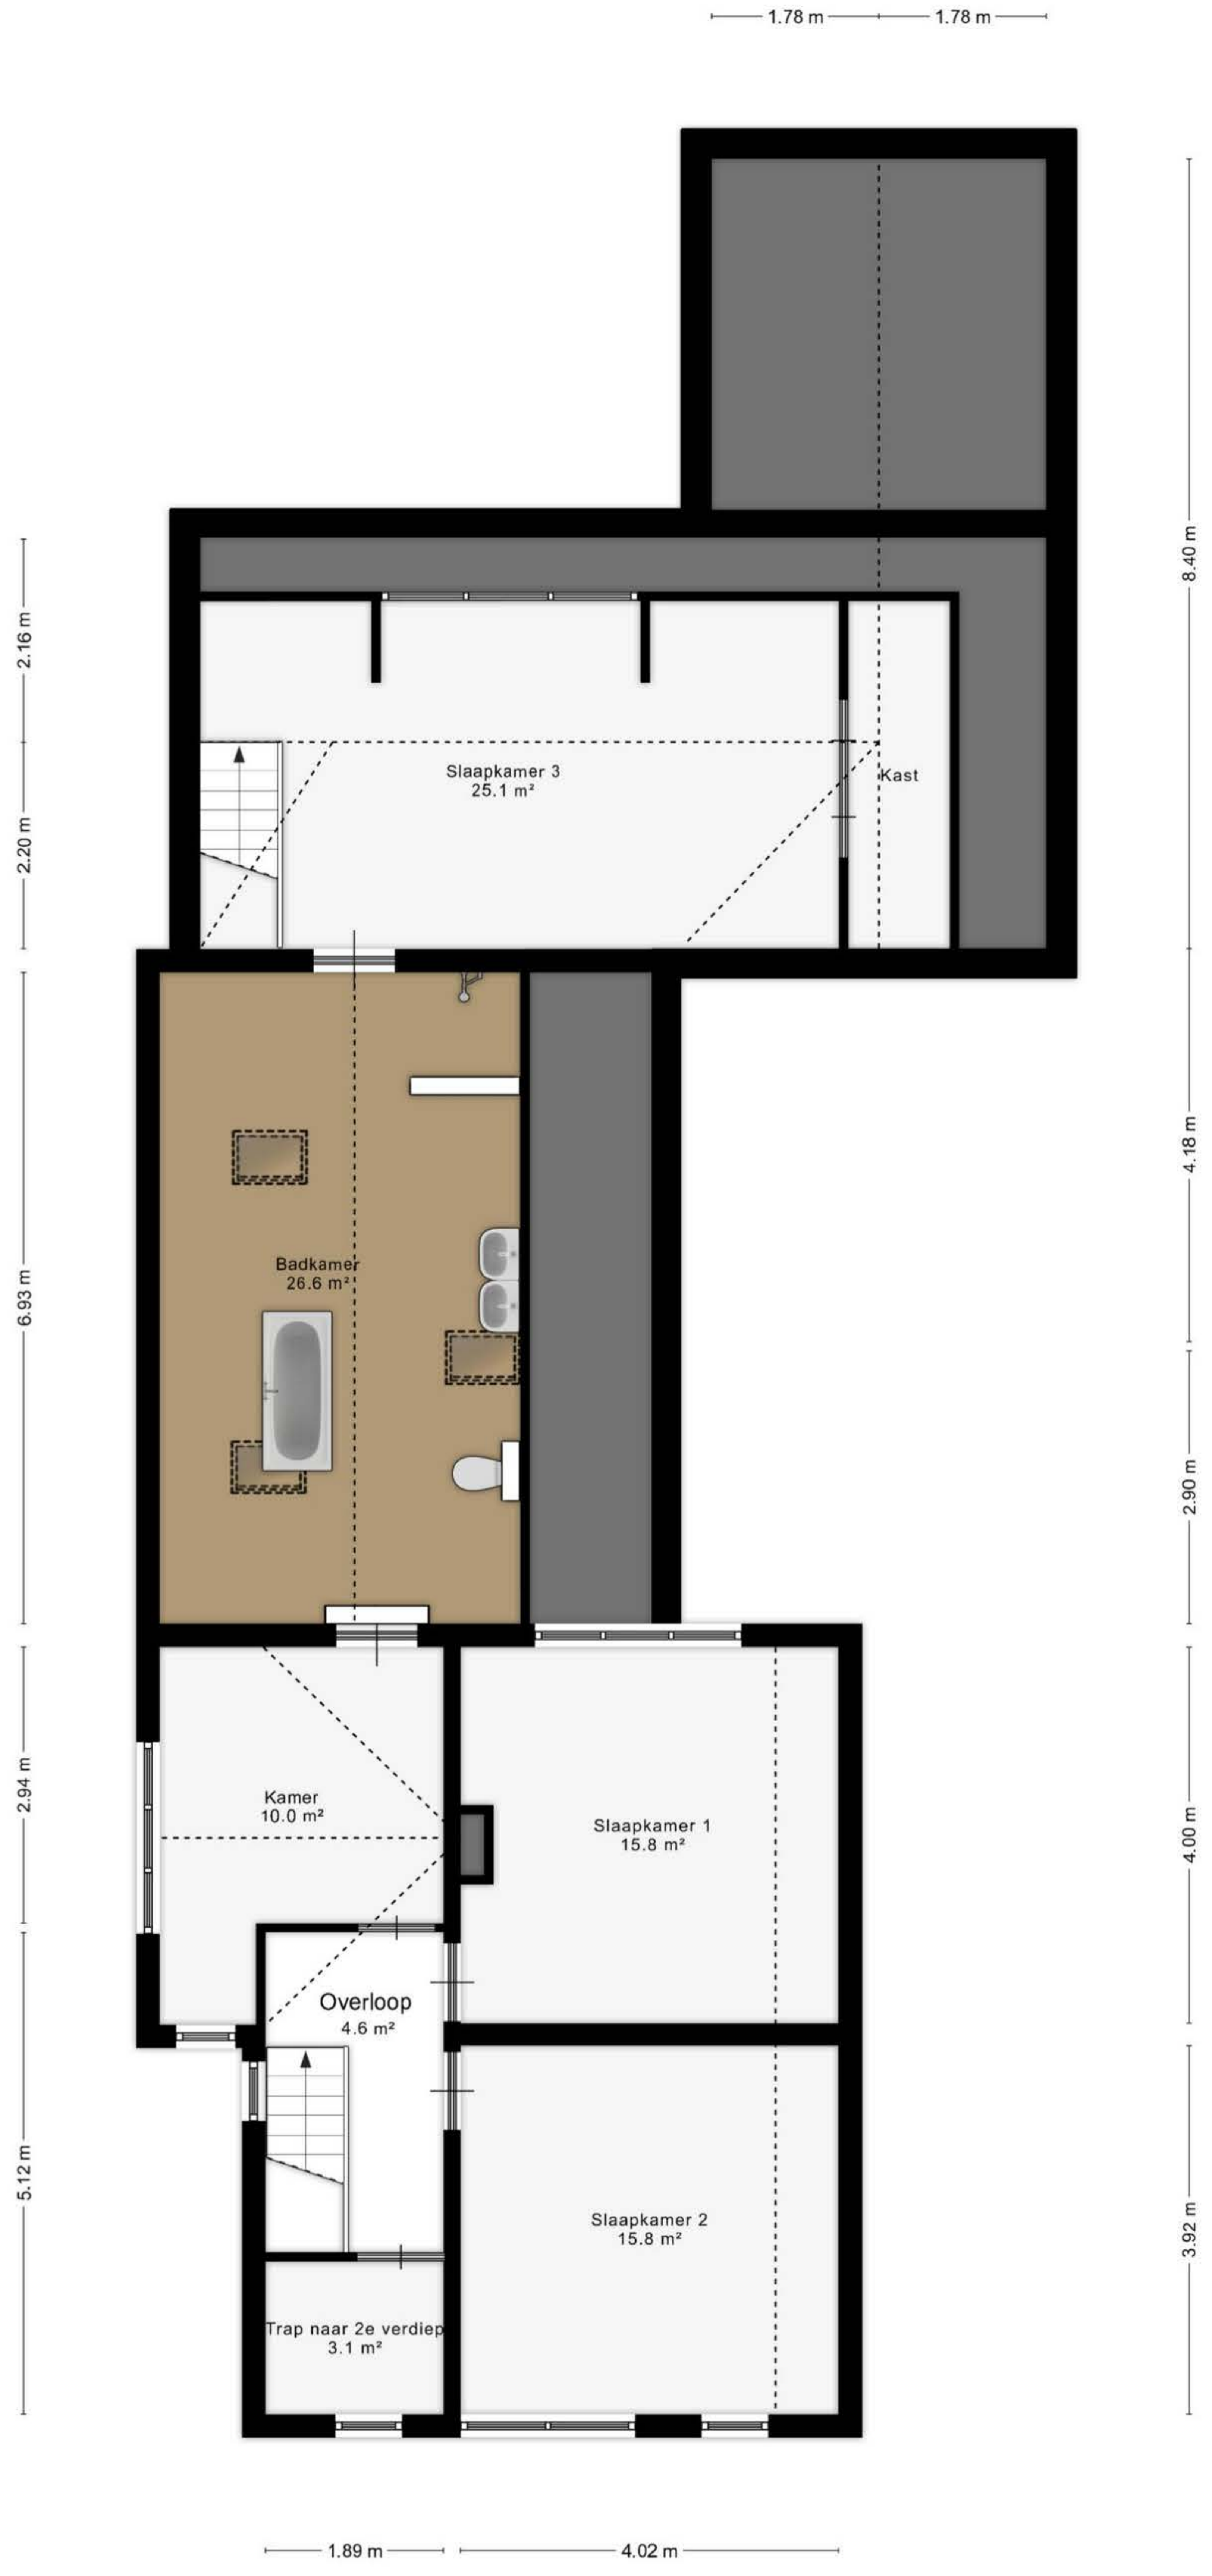 1.78 m
1.78 m
8.40 m
2.16 m
2.20 m
Slaapkamer 3
25.1 m²
Kast
4.18 m
6.93 m
Badkamer
26.6 m²
2.90 m
2.94 m
Kamer
10.0 m²
Slaapkamer 1
15.8 m²
4.00 m
Overloop
4.6 m²
5.12 m
Slaapkamer 2
15.8 m²
3.92 m
Trap naar 2e verdiep
3.1 m²
1.89 m
4.02 m